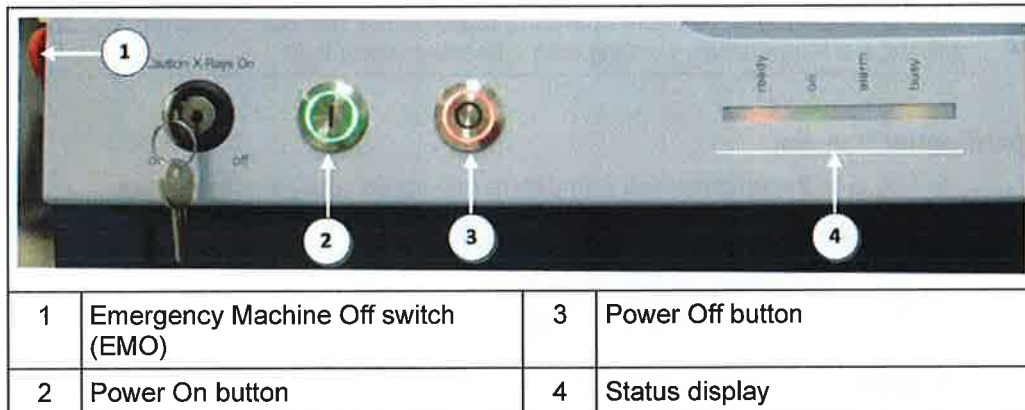 1
Caution X-Rays On
ready
on
alarm
busy
on
off
2
3
4
1 Emergency Machine Off switch (EMO) 3 Power Off button
2 Power On button 4 Status display